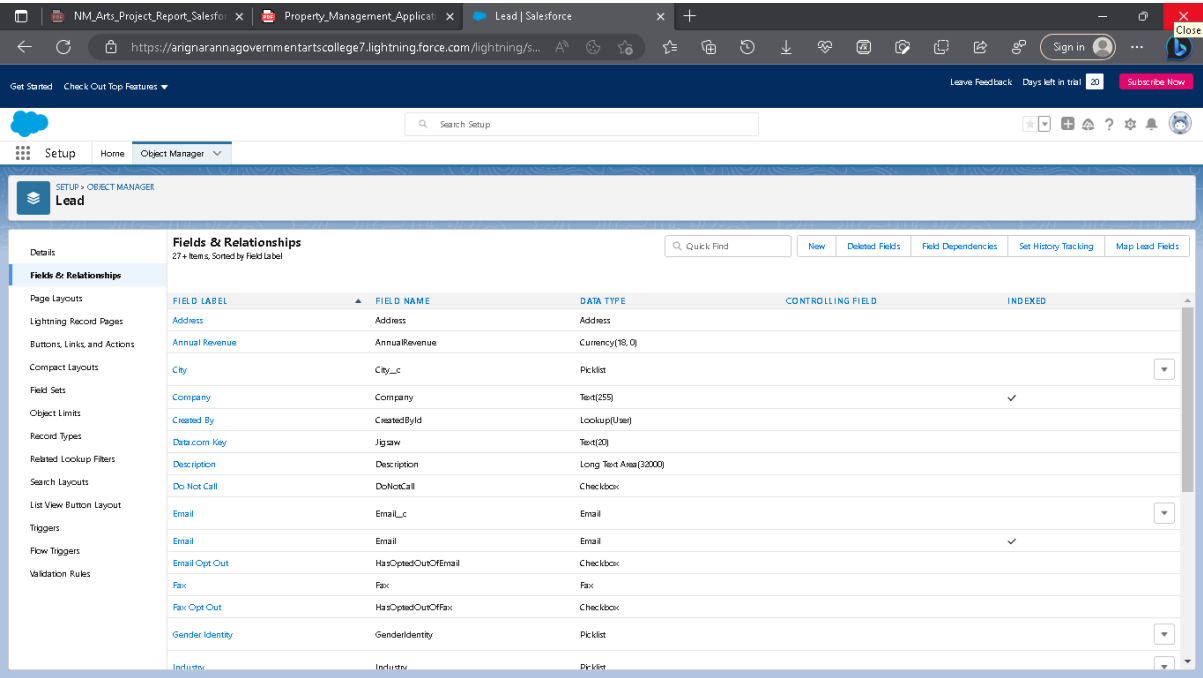 NM_Arts_Project_Report_Salesfor
Property_Management_Applicati
Lead | Salesforce
Close
https://arignarannagovernmentartscollege7.lightning.force.com/lightning/s...
Sign in
Get Started Check Out Top Features
Leave Feedback Days left in trial 20 Subscribe Now
Search Setup
Setup Home Object Manager
SETUP > OBJECT MANAGER
Lead
Details
Fields & Relationships
Page Layouts
Lightning Record Pages
Buttons, Links, and Actions
Compact Layouts
Field Sets
Object Limits
Record Types
Related Lookup Filters
Search Layouts
List View Button Layout
Triggers
Flow Triggers
Validation Rules
Fields & Relationships
27+ Items, Sorted by Field Label
Quick Find New Deleted Fields Field Dependencies Set History Tracking Map Lead Fields
FIELD LABEL FIELD NAME DATA TYPE CONTROLLING FIELD INDEXED
Address Address Address
Annual Revenue AnnualRevenue Currency(18, 0)
City City__c Picklist
Company Company Text(255)
Created By CreatedById Lookup(User)
Data.com Key Jigsaw Text(20)
Description Description Long Text Area(32000)
Do Not Call DoNotCall Checkbox
Email Email__c Email
Email Email Email
Email Opt Out HasOptedOutOfEmail Checkbox
Fax Fax Fax
Fax Opt Out HasOptedOutOfFax Checkbox
Gender Identity GenderIdentity Picklist
Industry Industry Picklist